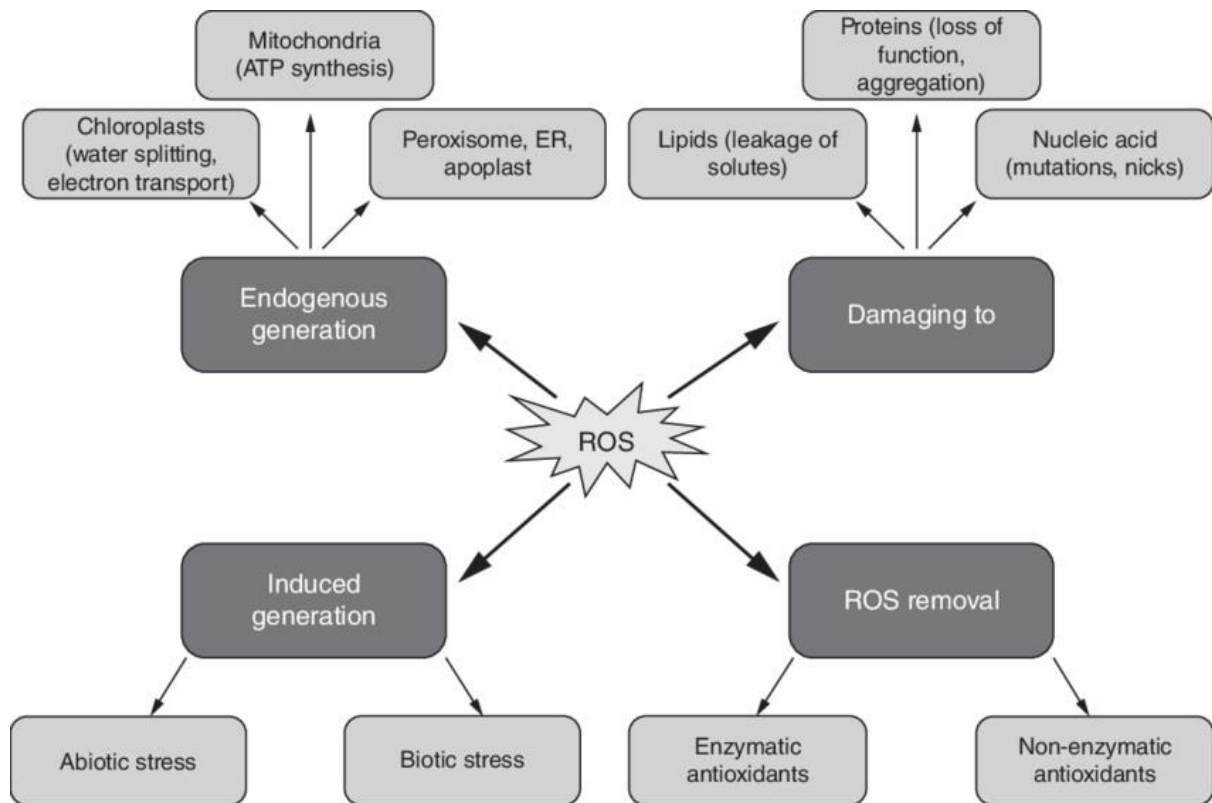 Mitochondria
(ATP synthesis)
Proteins (loss of
function,
aggregation)
Chloroplasts
(water splitting,
electron transport)
Peroxisome, ER,
apoplast
Lipids (leakage of
solutes)
Nucleic acid
(mutations, nicks)
Endogenous
generation
Damaging to
ROS
Induced
generation
ROS removal
Abiotic stress
Biotic stress
Enzymatic
antioxidants
Non-enzymatic
antioxidants